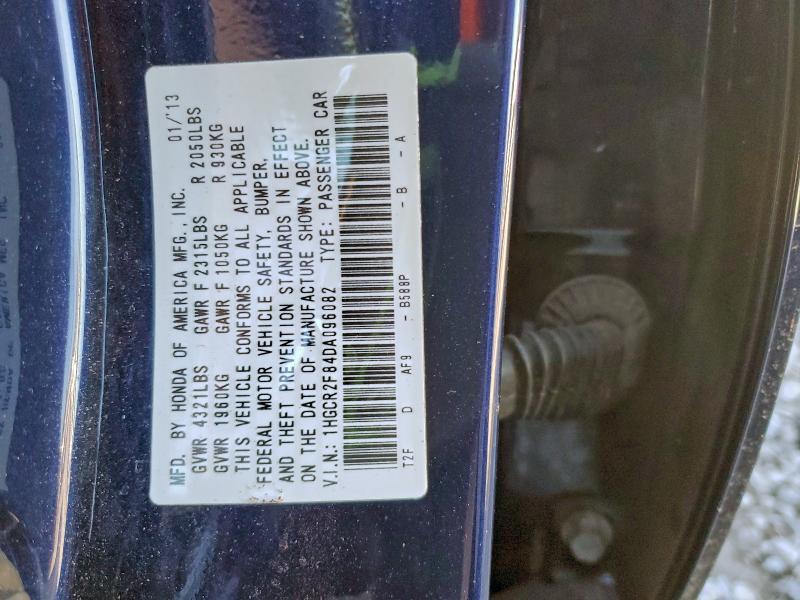 MFD. BY HONDA OF AMERICA MFG., INC. 01/'13
GVWR 4321LBS GAWR F 2315LBS R 2050LBS
GVWR 1960KG GAWR F 1050KG R 930KG
THIS VEHICLE CONFORMS TO ALL APPLICABLE
FEDERAL MOTOR VEHICLE SAFETY, BUMPER,
AND THEFT PREVENTION STANDARDS IN EFFECT
ON THE DATE OF MANUFACTURE SHOWN ABOVE.
V.I.N.: 1HGCR2F84DA096082 TYPE: PASSENGER CAR
T2F D AF9 - B588P - B - A